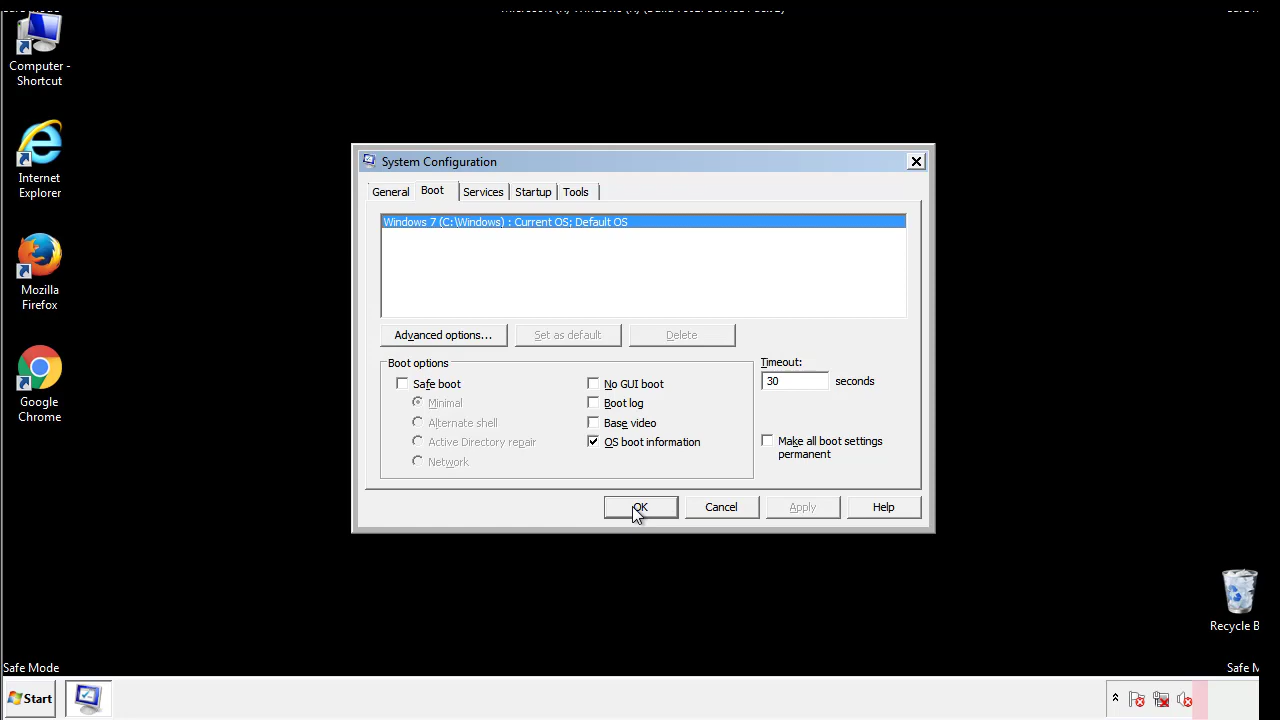 Computer -
Shortcut
Internet
Explorer
Mozilla
Firefox
Google
Chrome
System Configuration
General
Boot
Services
Startup
Tools
Windows 7 (C:\Windows) : Current OS; Default OS
Advanced options...
Set as default
Delete
Boot options
Safe boot
Minimal
Alternate shell
Active Directory repair
Network
No GUI boot
Boot log
Base video
OS boot information
Timeout:
30 seconds
Make all boot settings
permanent
OK
Cancel
Apply
Help
Recycle B
Safe Mode
Safe M
Start